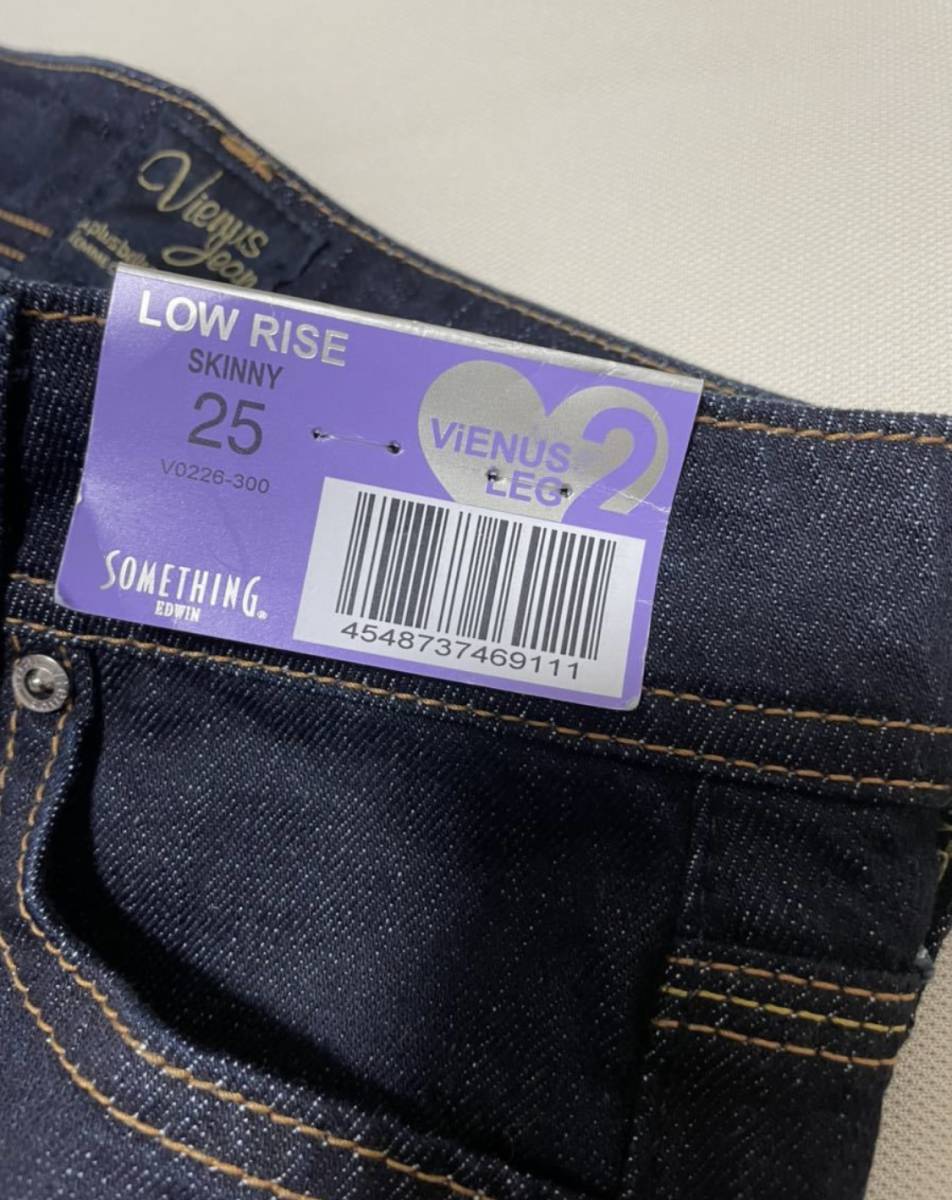 Vienus
Jean
LOW RISE
SKINNY
25
V0226-300
ViENUS
LEG 2
SOMETHING®
EDWIN
4548737469111